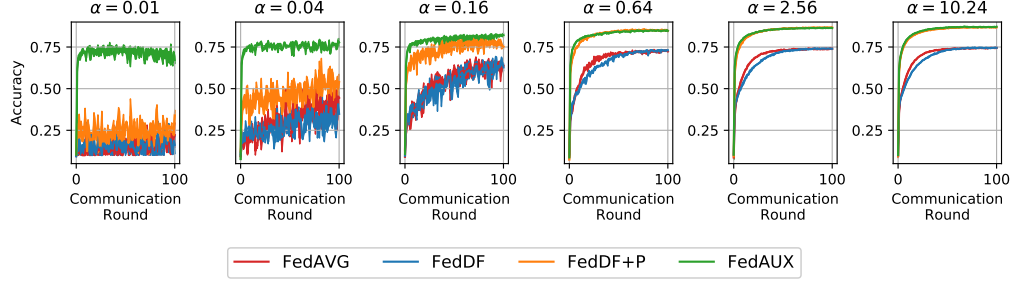 α = 0.01 α = 0.04 α = 0.16 α = 0.64 α = 2.56 α = 10.24
Accuracy
0.75 0.75 0.75 0.75 0.75 0.75
0.50 0.50 0.50 0.50 0.50 0.50
0.25 0.25 0.25 0.25 0.25 0.25
0 100 0 100 0 100 0 100 0 100 0 100
Communication Communication Communication Communication Communication Communication
Round Round Round Round Round Round
FedAVG FedDF FedDF+P FedAUX